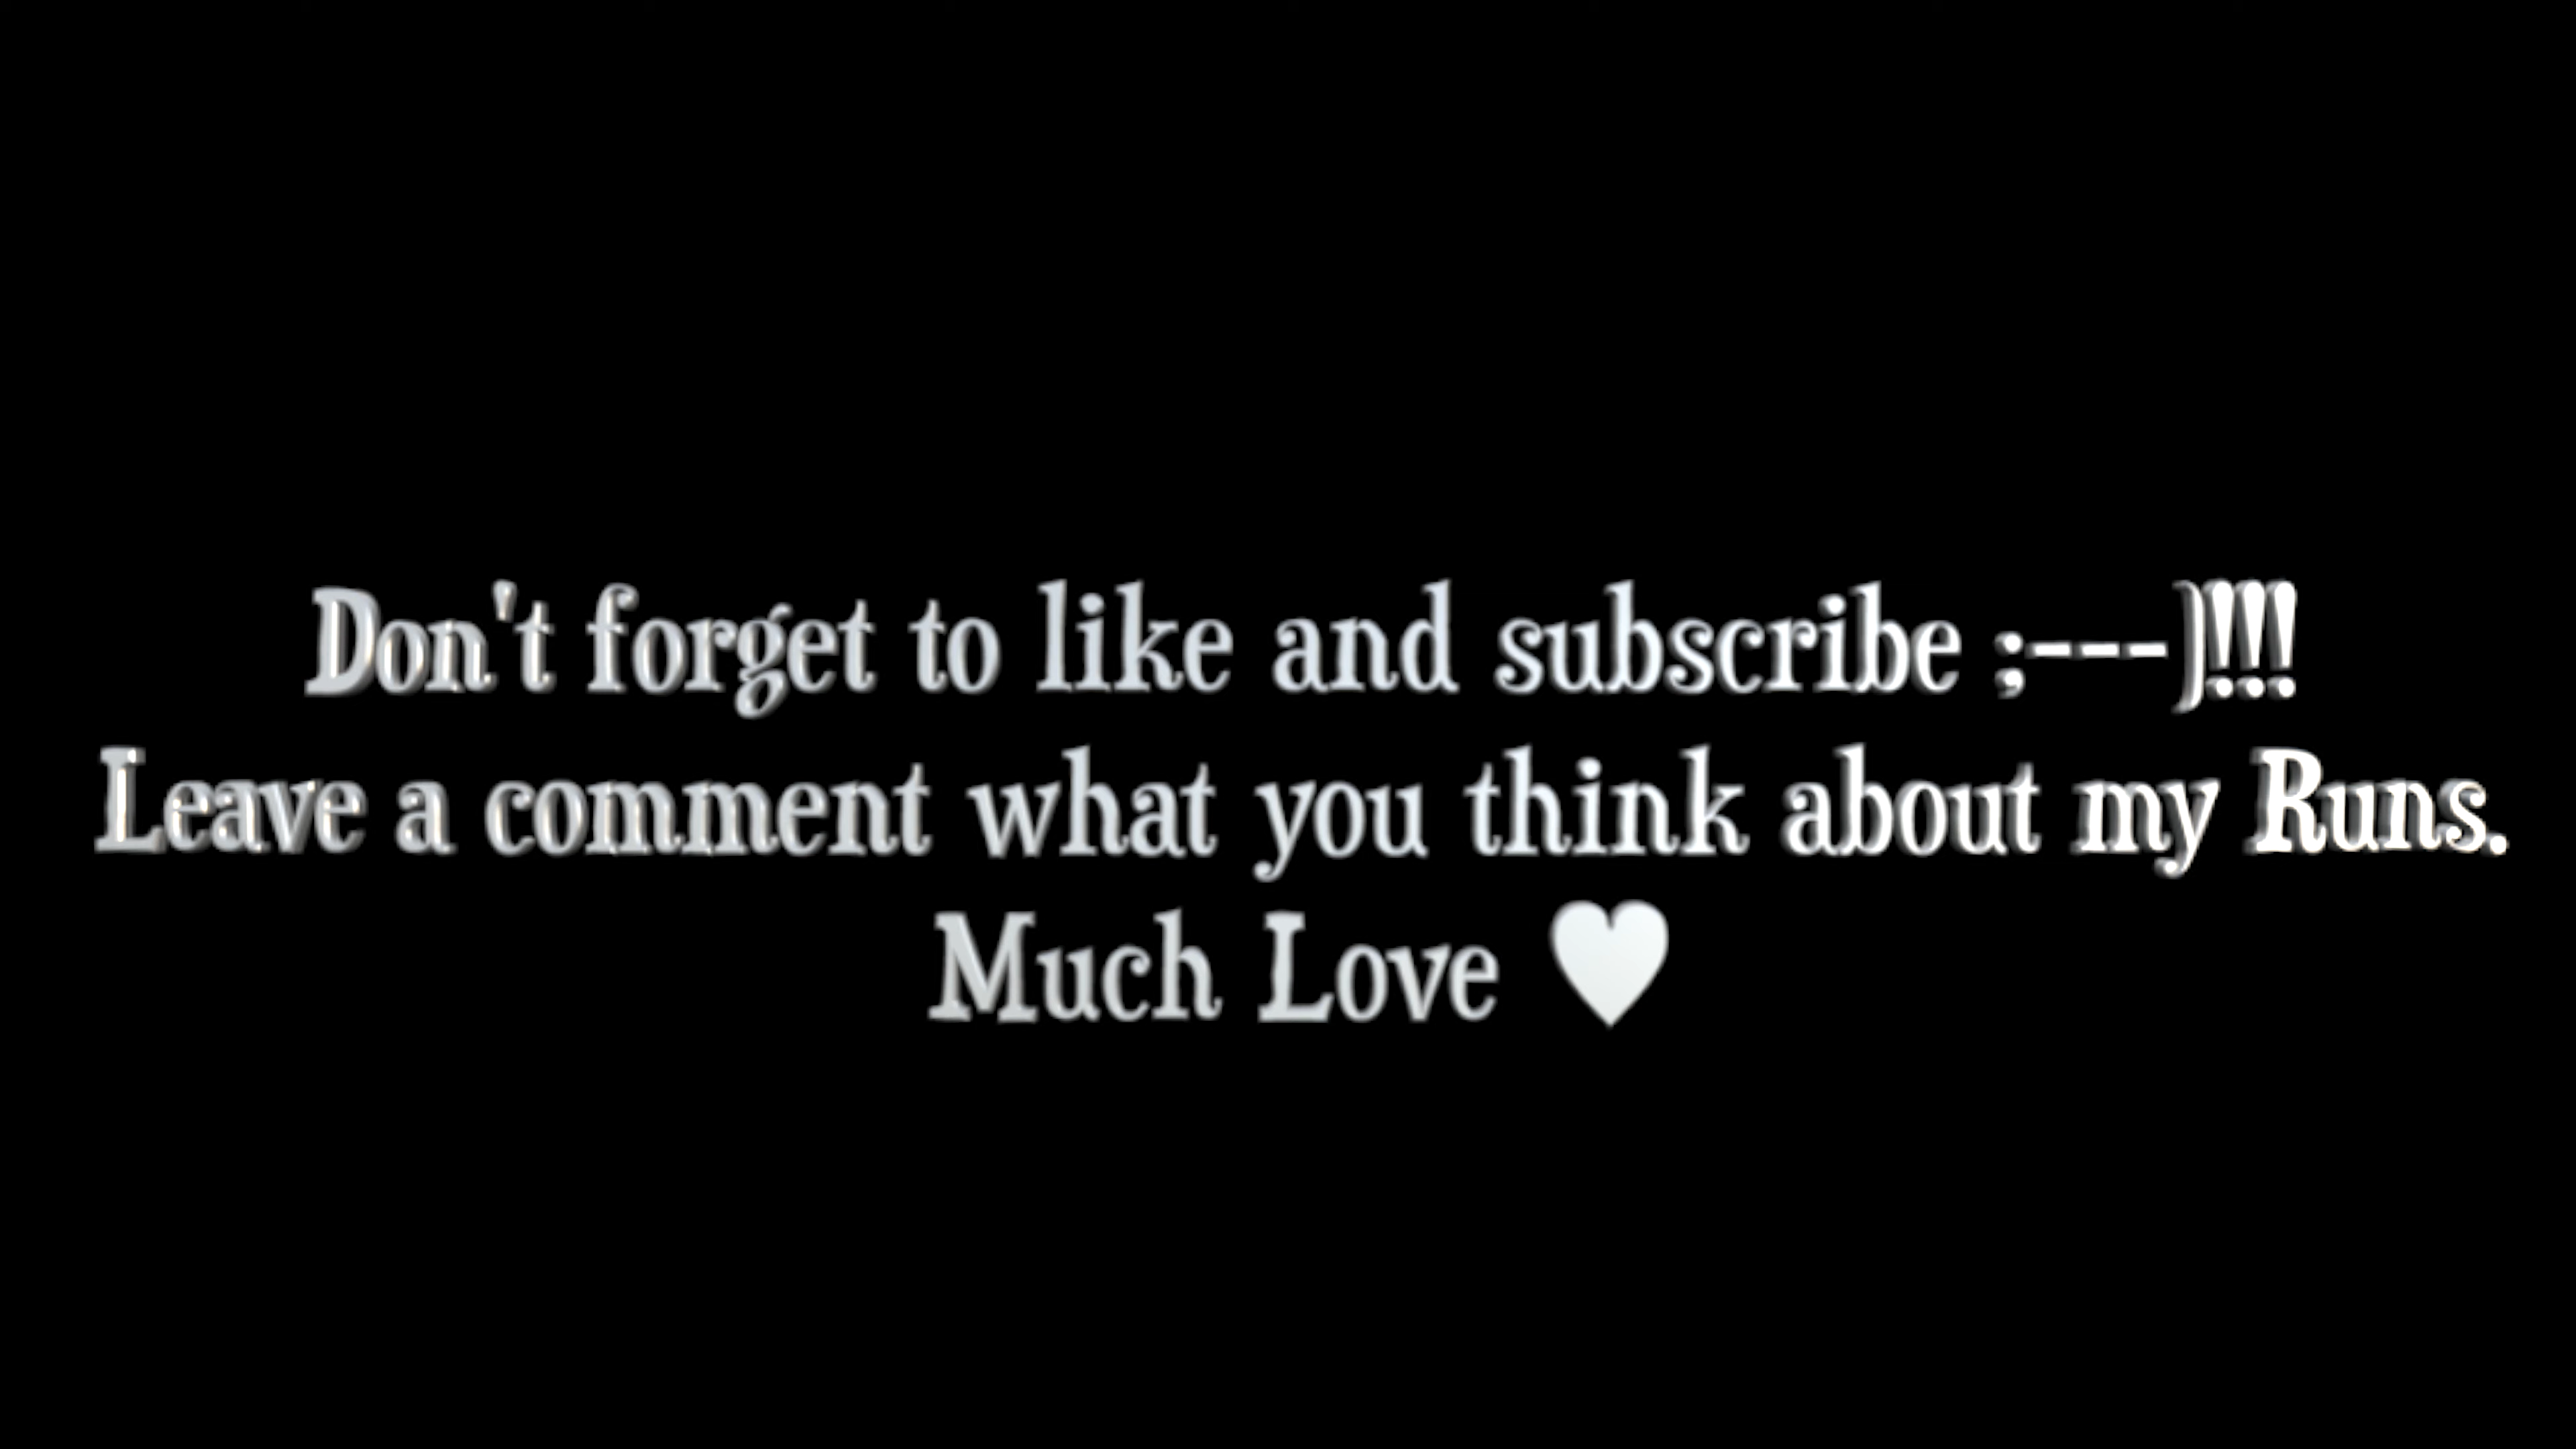 Don't forget to like and subscribe ;---)!!!
Leave a comment what you think about my Runs.
Much Love ♥